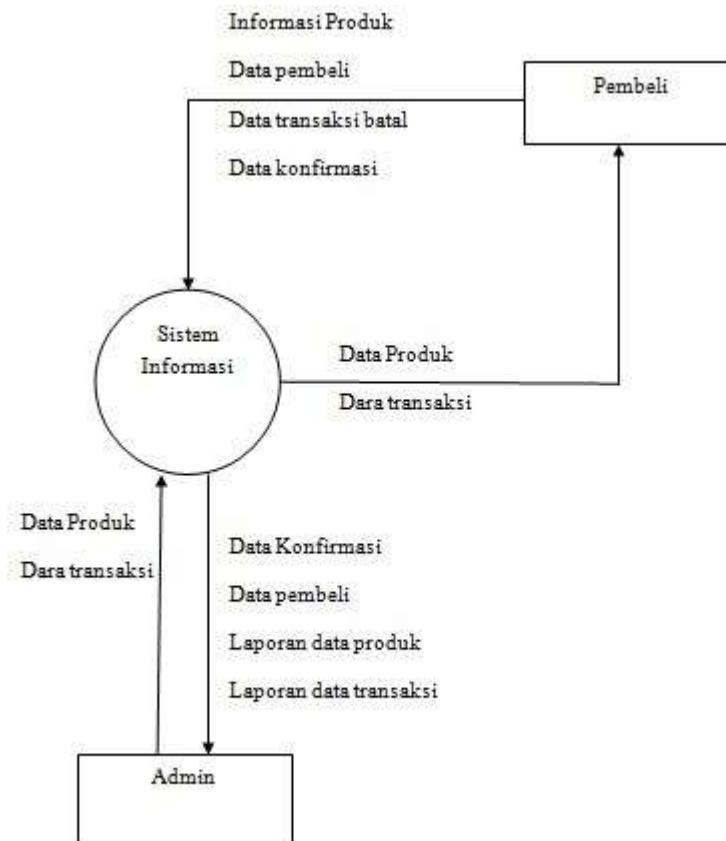 Informasi Produk
Data pembeli
Pembeli
Data transaksi batal
Data konfirmasi
Sistem
Informasi
Data Produk
Dara transaksi
Data Produk
Dara transaksi
Data Konfirmasi
Data pembeli
Laporan data produk
Laporan data transaksi
Admin